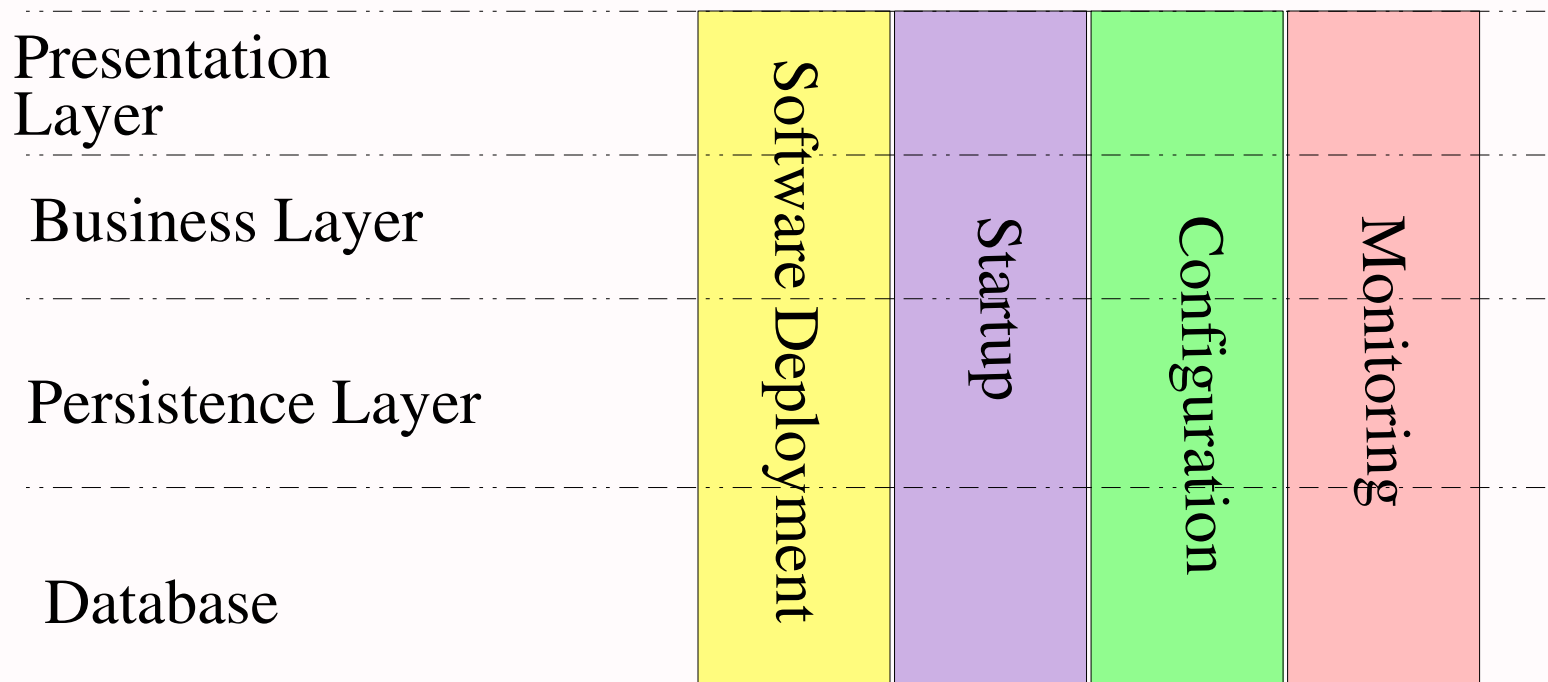 Presentation
Layer
Business Layer
Persistence Layer
Database
Software Deployment
Startup
Configuration
Monitoring